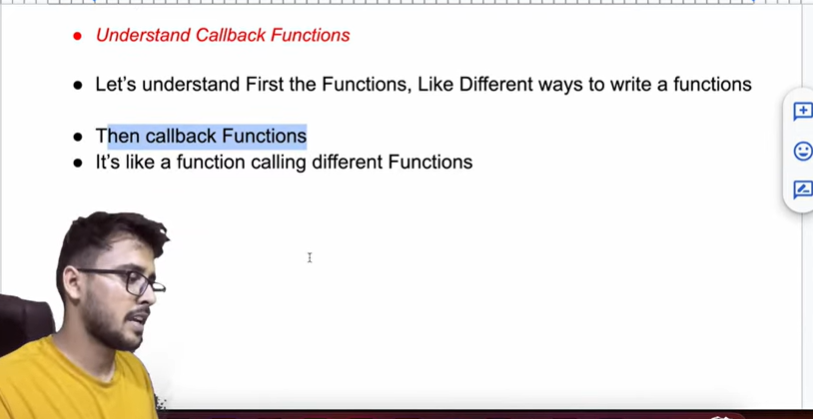 Understand Callback Functions
Let's understand First the Functions, Like Different ways to write a functions
Then callback Functions
It's like a function calling different Functions